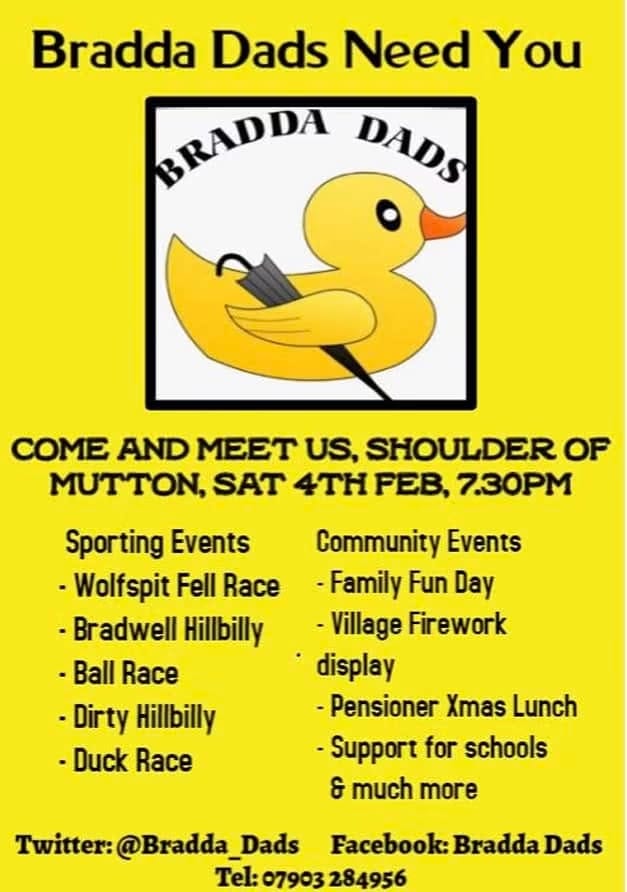 Bradda Dads Need You
BRADDA DADS
COME AND MEET US, SHOULDER OF
MUTTON, SAT 4TH FEB, 7.30PM
Sporting Events
- Wolfspit Fell Race
- Bradwell Hillbilly
- Ball Race
- Dirty Hillbilly
- Duck Race
Community Events
- Family Fun Day
- Village Firework
display
- Pensioner Xmas Lunch
- Support for schools
& much more
Twitter: @Bradda_Dads Facebook: Bradda Dads
Tel: 07903 284956